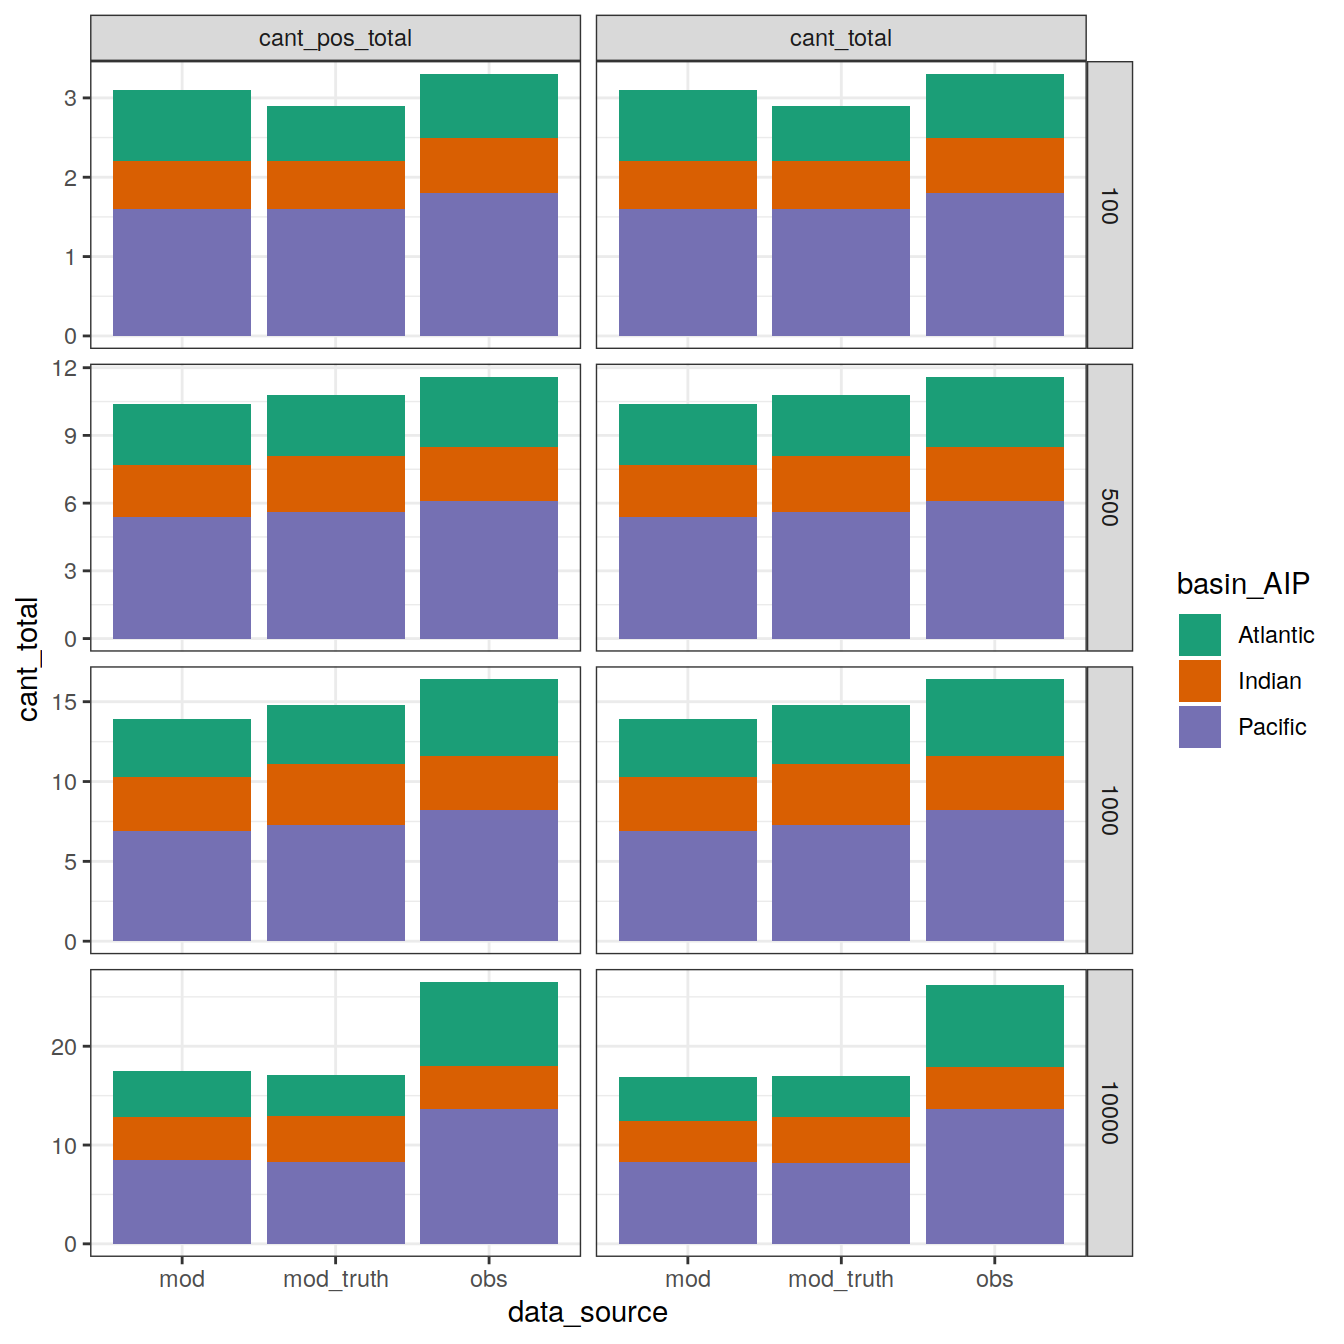 cant_pos_total
cant_total
3
2
1
0
100
12
9
6
3
0
500
15
10
5
0
1000
20
10
0
10000
mod
mod_truth
obs
mod
mod_truth
obs
data_source
cant_total
basin_AIP
Atlantic
Indian
Pacific